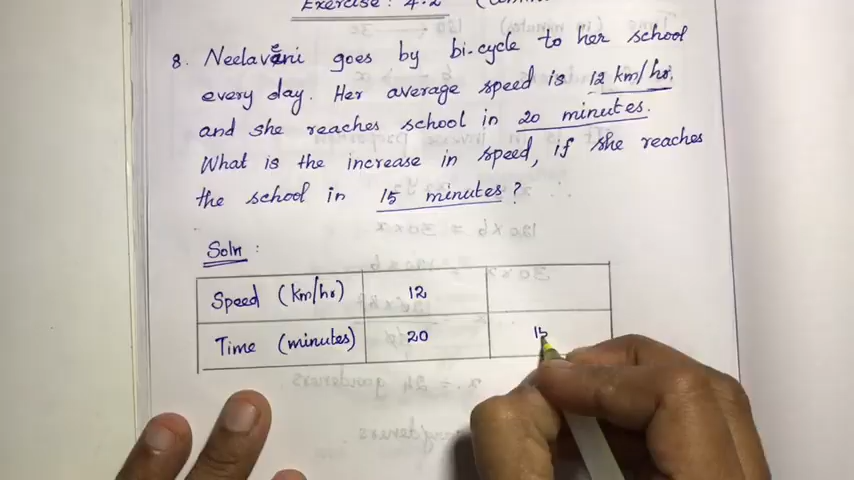 Exercise : 4.2
8. Neelaveni goes by bi-cycle to her school
every day. Her average speed is 12 km/hr.
and she reaches school in 20 minutes.
What is the increase in speed, if she reaches
the school in 15 minutes?
Soln :
Speed (km/hr) 12
Time (minutes) 20 15